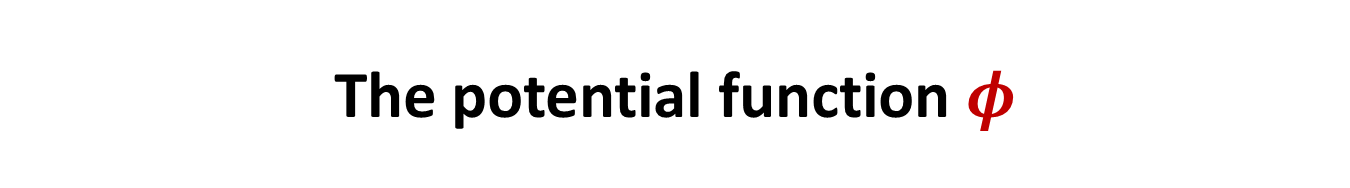 The potential function ϕ